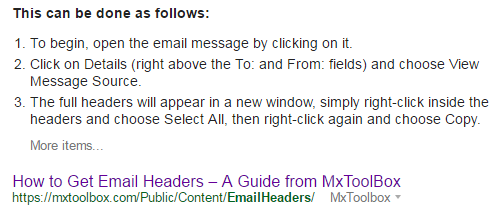 This can be done as follows:
1. To begin, open the email message by clicking on it.
2. Click on Details (right above the To: and From: fields) and choose View
Message Source.
3. The full headers will appear in a new window, simply right-click inside the
headers and choose Select All, then right-click again and choose Copy.
More items...
How to Get Email Headers – A Guide from MxToolBox
https://mxtoolbox.com/Public/Content/EmailHeaders/ MxToolbox